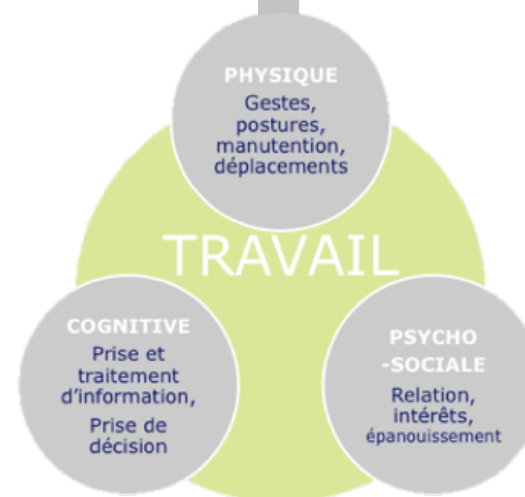 PHYSIQUE
Gestes,
postures,
manutention,
déplacements
TRAVAIL
COGNITIVE
Prise et
traitement
d'information,
Prise de
décision
PSYCHO
-SOCIALE
Relation,
intérêts,
épanouissement